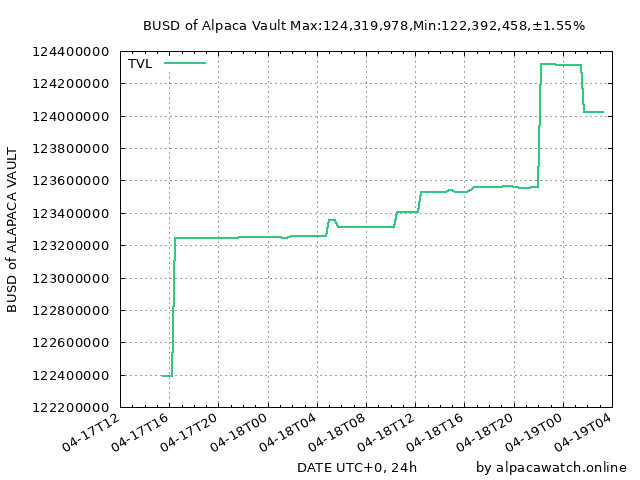 BUSD of Alpaca Vault Max:124,319,978,Min:122,392,458,±1.55%
TVL
124400000
124200000
124000000
123800000
123600000
123400000
123200000
123000000
122800000
122600000
122400000
122200000
BUSD of ALAPACA VAULT
04-17T12
04-17T16
04-17T20
04-18T00
04-18T04
04-18T08
04-18T12
04-18T16
04-18T20
04-19T00
04-19T04
DATE UTC+0, 24h
by alpacawatch.online